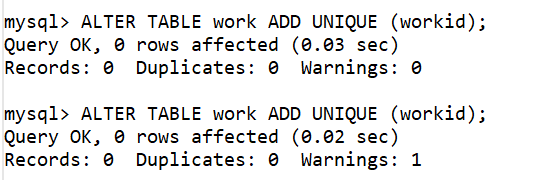 mysql> ALTER TABLE work ADD UNIQUE (workid);
Query OK, 0 rows affected (0.03 sec)
Records: 0  Duplicates: 0  Warnings: 0

mysql> ALTER TABLE work ADD UNIQUE (workid);
Query OK, 0 rows affected (0.02 sec)
Records: 0  Duplicates: 0  Warnings: 1